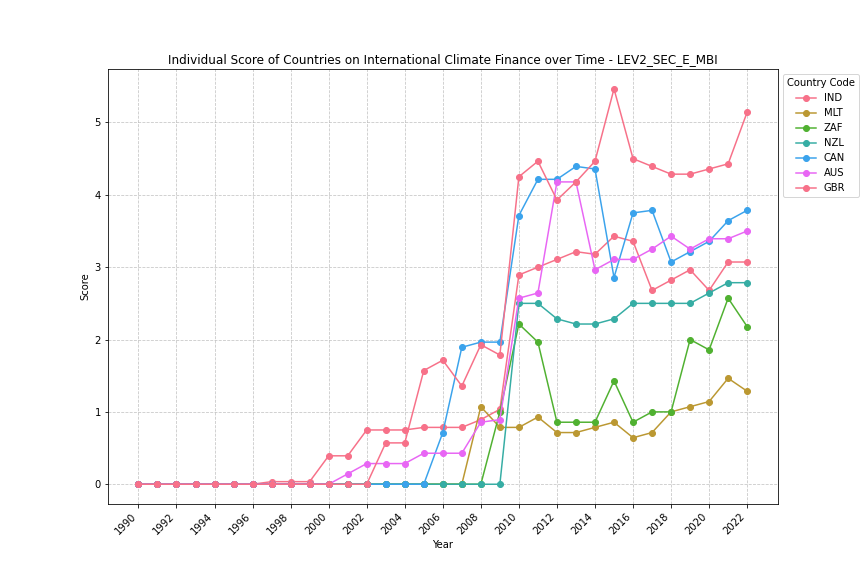 Individual Score of Countries on International Climate Finance over Time - LEV2_SEC_E_MBI
Country Code
IND
MLT
ZAF
NZL
CAN
AUS
GBR
Score
5
4
3
2
1
0
1990
1992
1994
1996
1998
2000
2002
2004
2006
2008
2010
2012
2014
2016
2018
2020
2022
Year